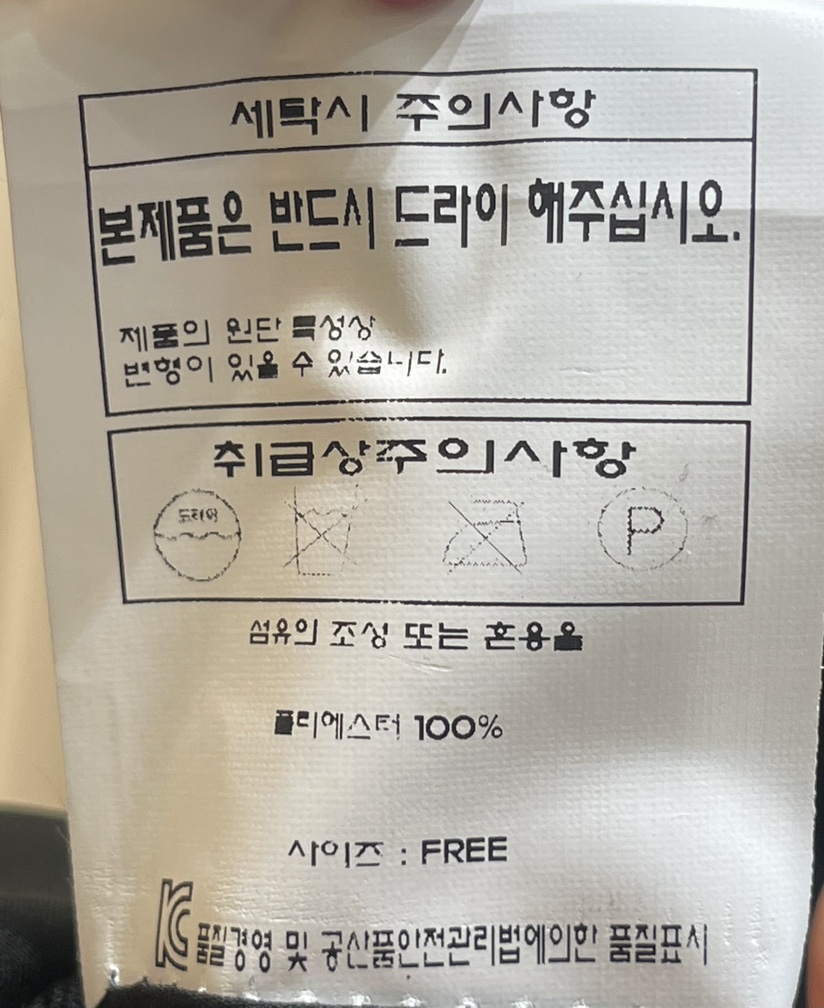 세탁시 주의사항
본제품은 반드시 드라이 해주십시오.
제품의 원단 특성상
변형이 있을 수 있습니다.
취급상주의사항
드라이
P
섬유의 조성 또는 혼용율
폴리에스터 100%
사이즈 : FREE
KC 품질경영 및 공산품안전관리법에의한 품질표시